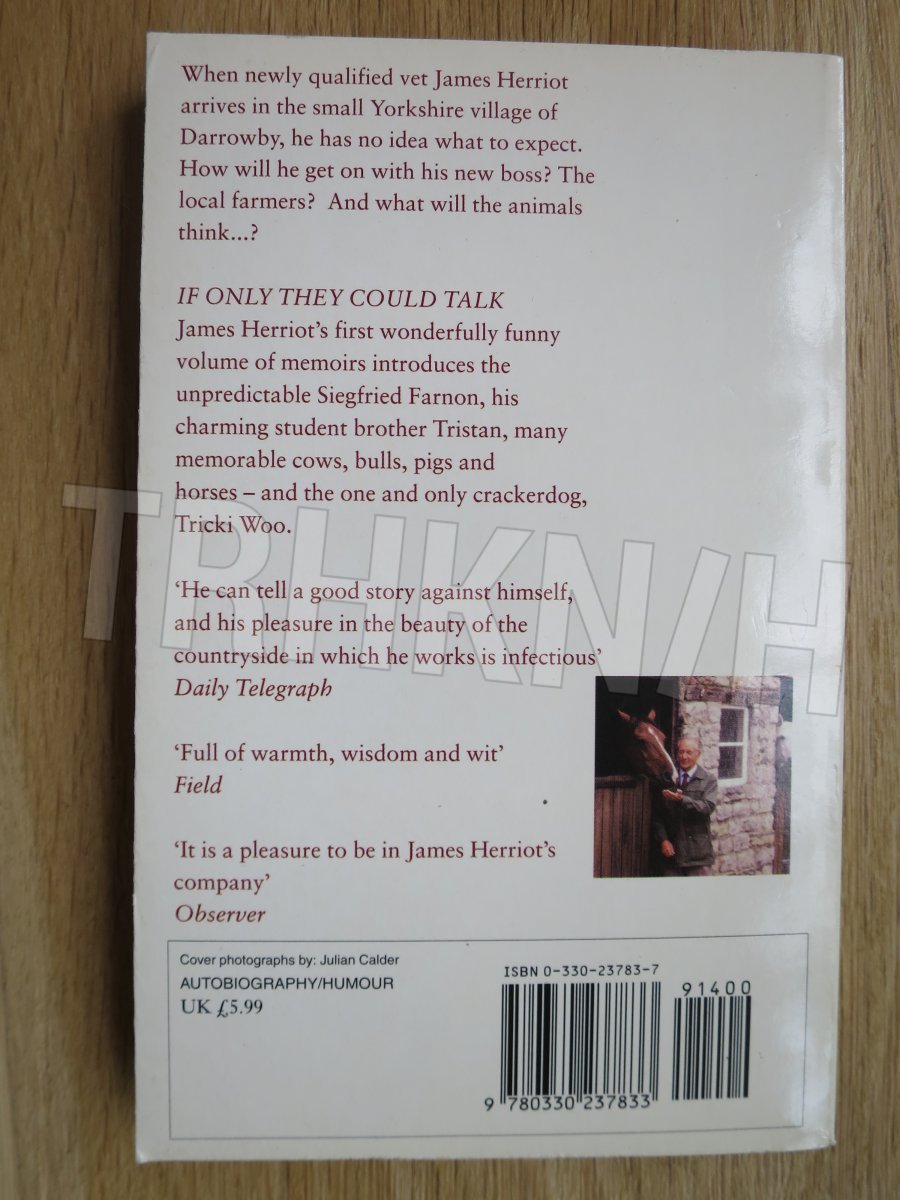 When newly qualified vet James Herriot
arrives in the small Yorkshire village of
Darrowby, he has no idea what to expect.
How will he get on with his new boss? The
local farmers?  And what will the animals
think...?
IF ONLY THEY COULD TALK
James Herriot's first wonderfully funny
volume of memoirs introduces the
unpredictable Siegfried Farnon, his
charming student brother Tristan, many
memorable cows, bulls, pigs and
horses – and the one and only crackerdog,
Tricki Woo.
TRHKN/H
‘He can tell a good story against himself,
and his pleasure in the beauty of the
countryside in which he works is infectious’
Daily Telegraph
‘Full of warmth, wisdom and wit’
Field
‘It is a pleasure to be in James Herriot’s
company’
Observer
Cover photographs by: Julian Calder
AUTOBIOGRAPHY/HUMOUR
UK £5.99
ISBN 0-330-23783-7
91400
9 780330 237833